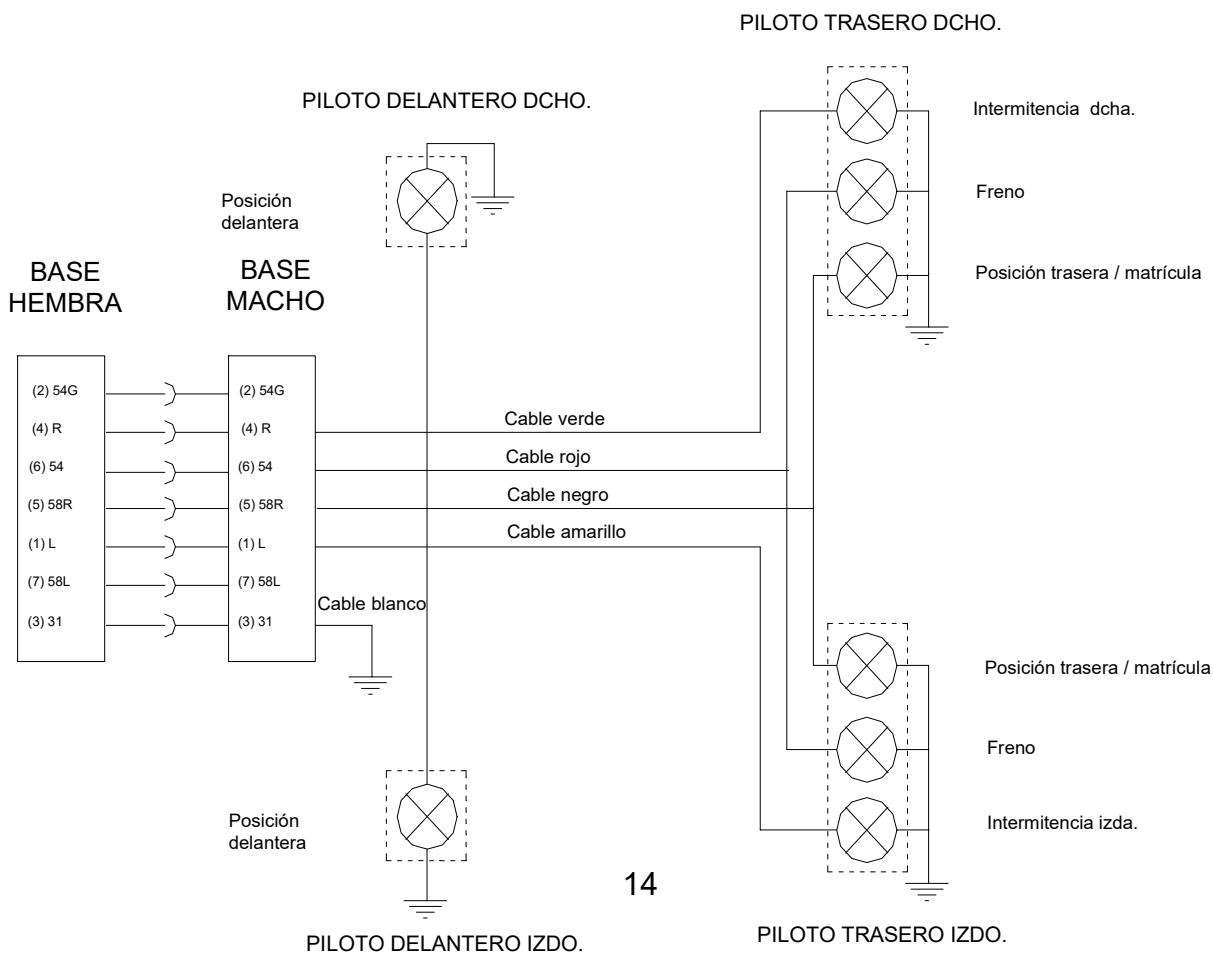 PILOTO TRASERO DCHO.
PILOTO DELANTERO DCHO.
Intermitencia dcha.
Freno
Posición trasera / matrícula
Posición
delantera
BASE
HEMBRA
BASE
MACHO
(2) 54G
(4) R
(6) 54
(5) 58R
(1) L
(7) 58L
(3) 31
(2) 54G
(4) R
(6) 54
(5) 58R
(1) L
(7) 58L
(3) 31
Cable verde
Cable rojo
Cable negro
Cable amarillo
Cable blanco
Posición trasera / matrícula
Freno
Intermitencia izda.
Posición
delantera
14
PILOTO DELANTERO IZDO.
PILOTO TRASERO IZDO.